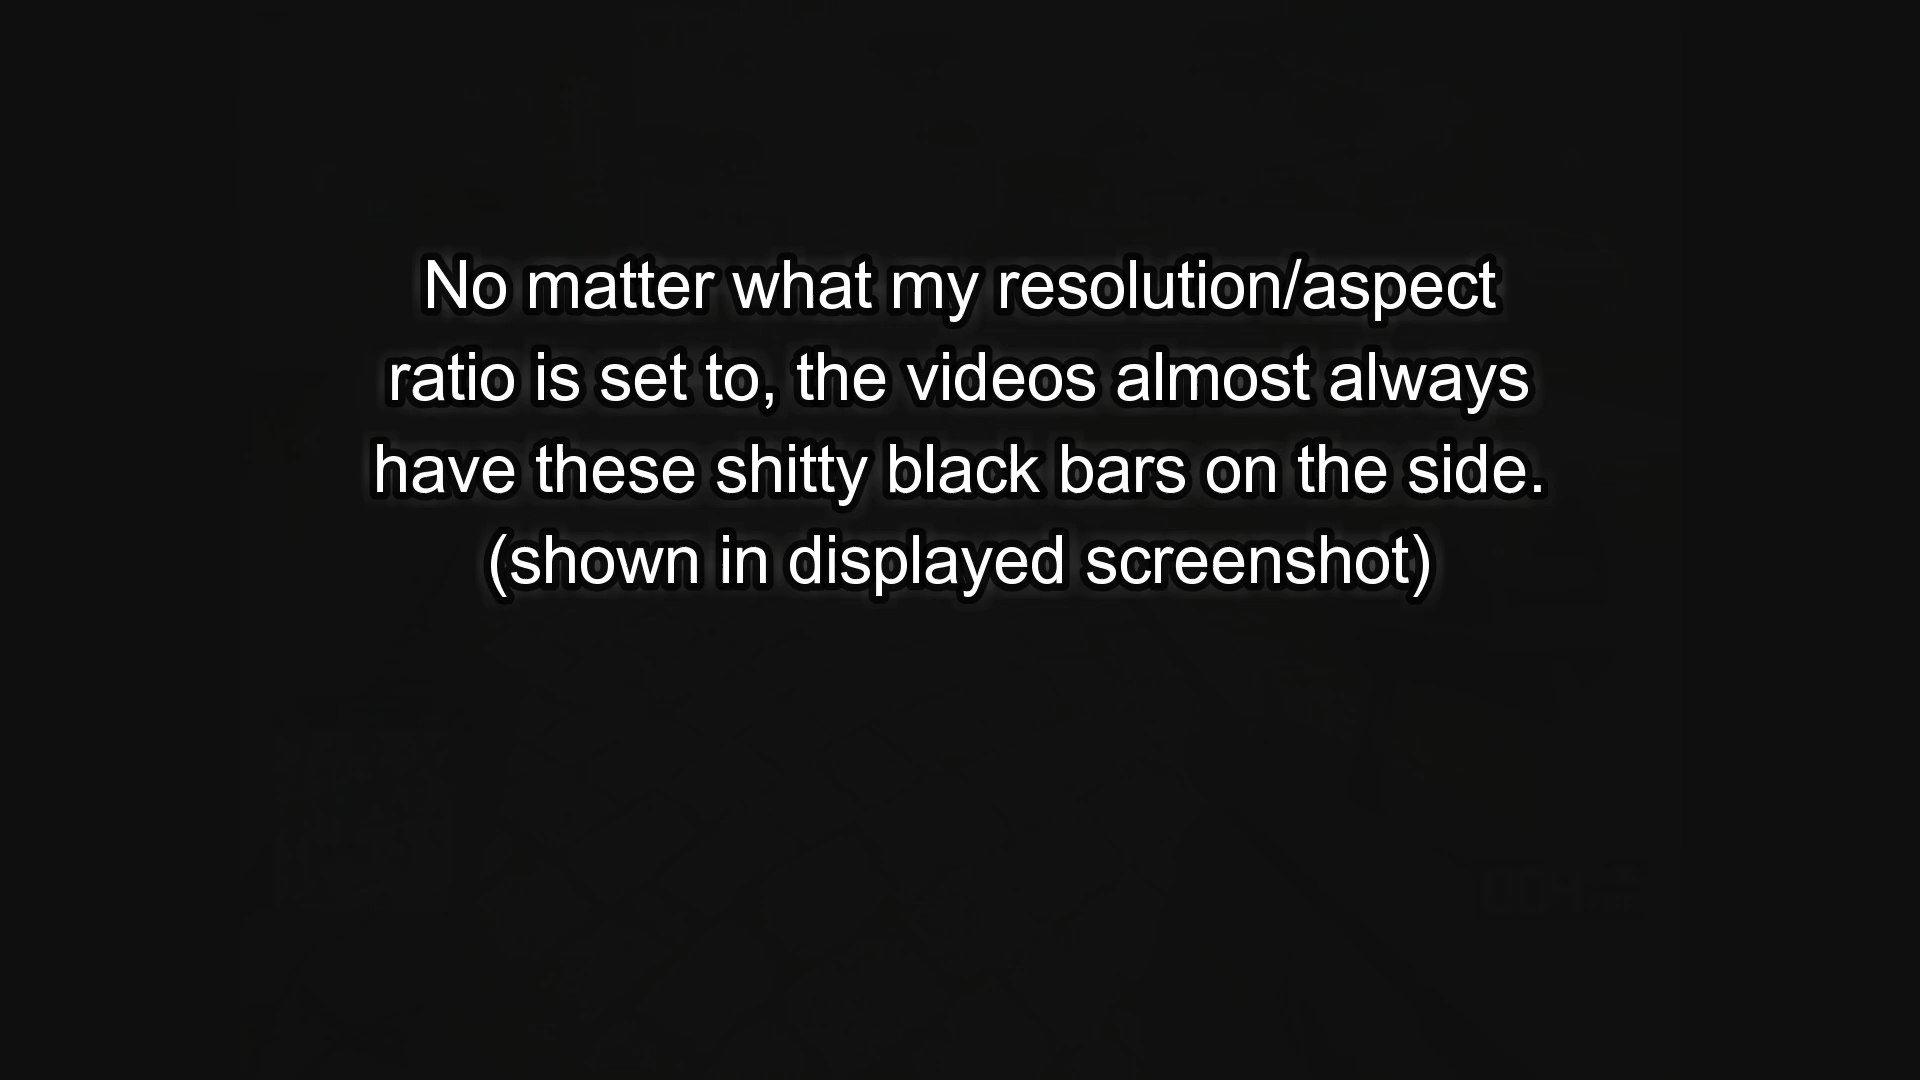 No matter what my resolution/aspect
ratio is set to, the videos almost always
have these shitty black bars on the side.
(shown in displayed screenshot)